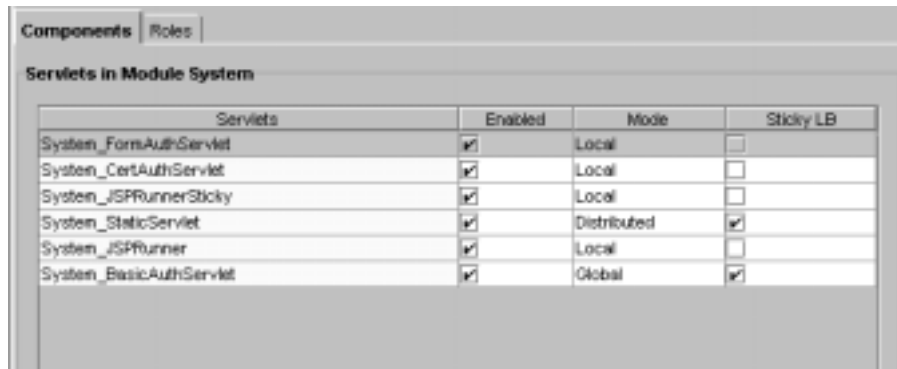 Components Roles
Servlets in Module System
Servlets Enabled Mode Sticky LB
System_FormAuthServlet Local
System_CertAuthServlet Local
System_JSPRunnerSticky Local
System_StaticServlet Distributed
System_JSPRunner Local
System_BasicAuthServlet Global